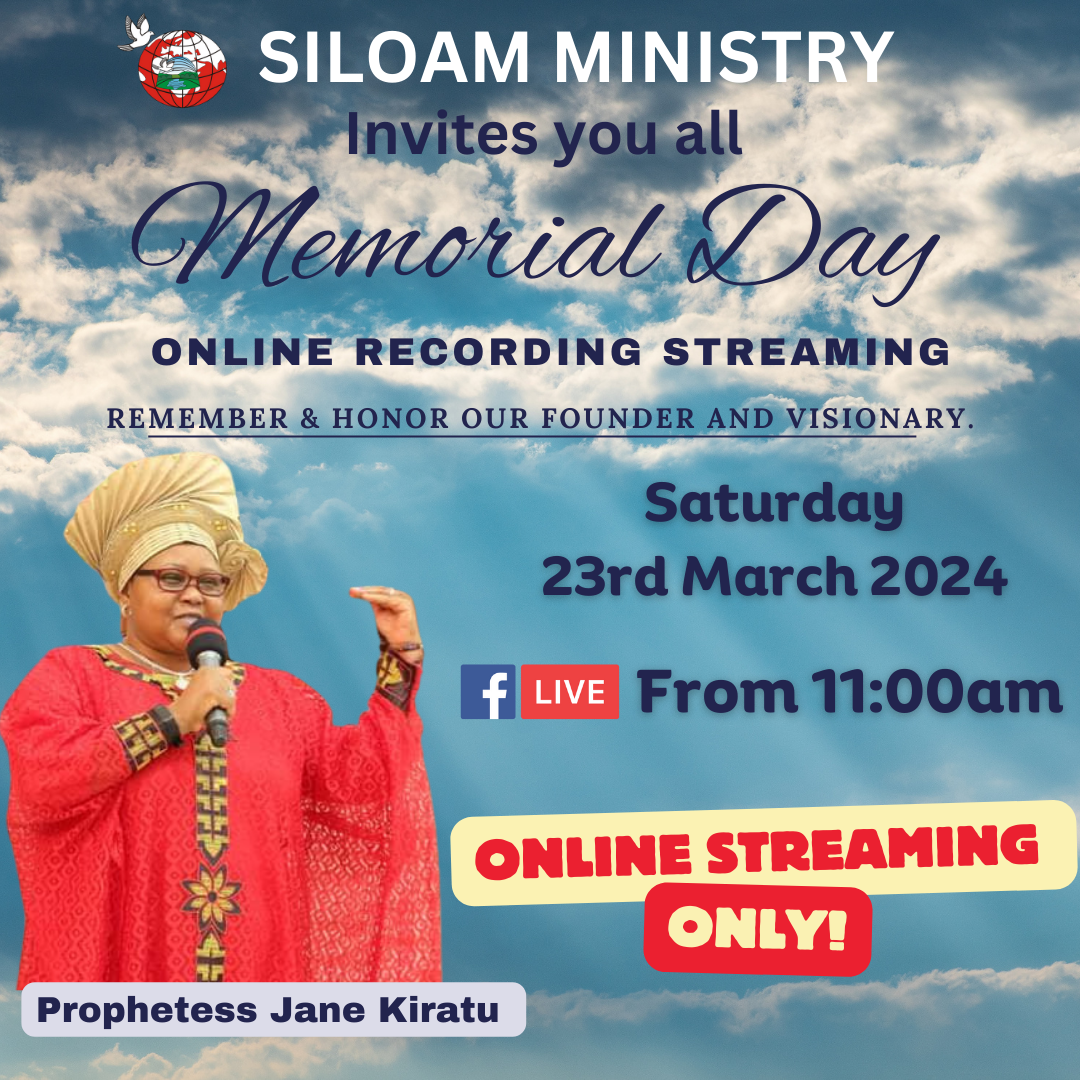 SILOAM MINISTRY
Invites you all
Memorial Day
ONLINE RECORDING STREAMING
REMEMBER & HONOR OUR FOUNDER AND VISIONARY.
Saturday
23rd March 2024
f LIVE From 11:00am
ONLINE STREAMING
ONLY!
Prophetess Jane Kiratu